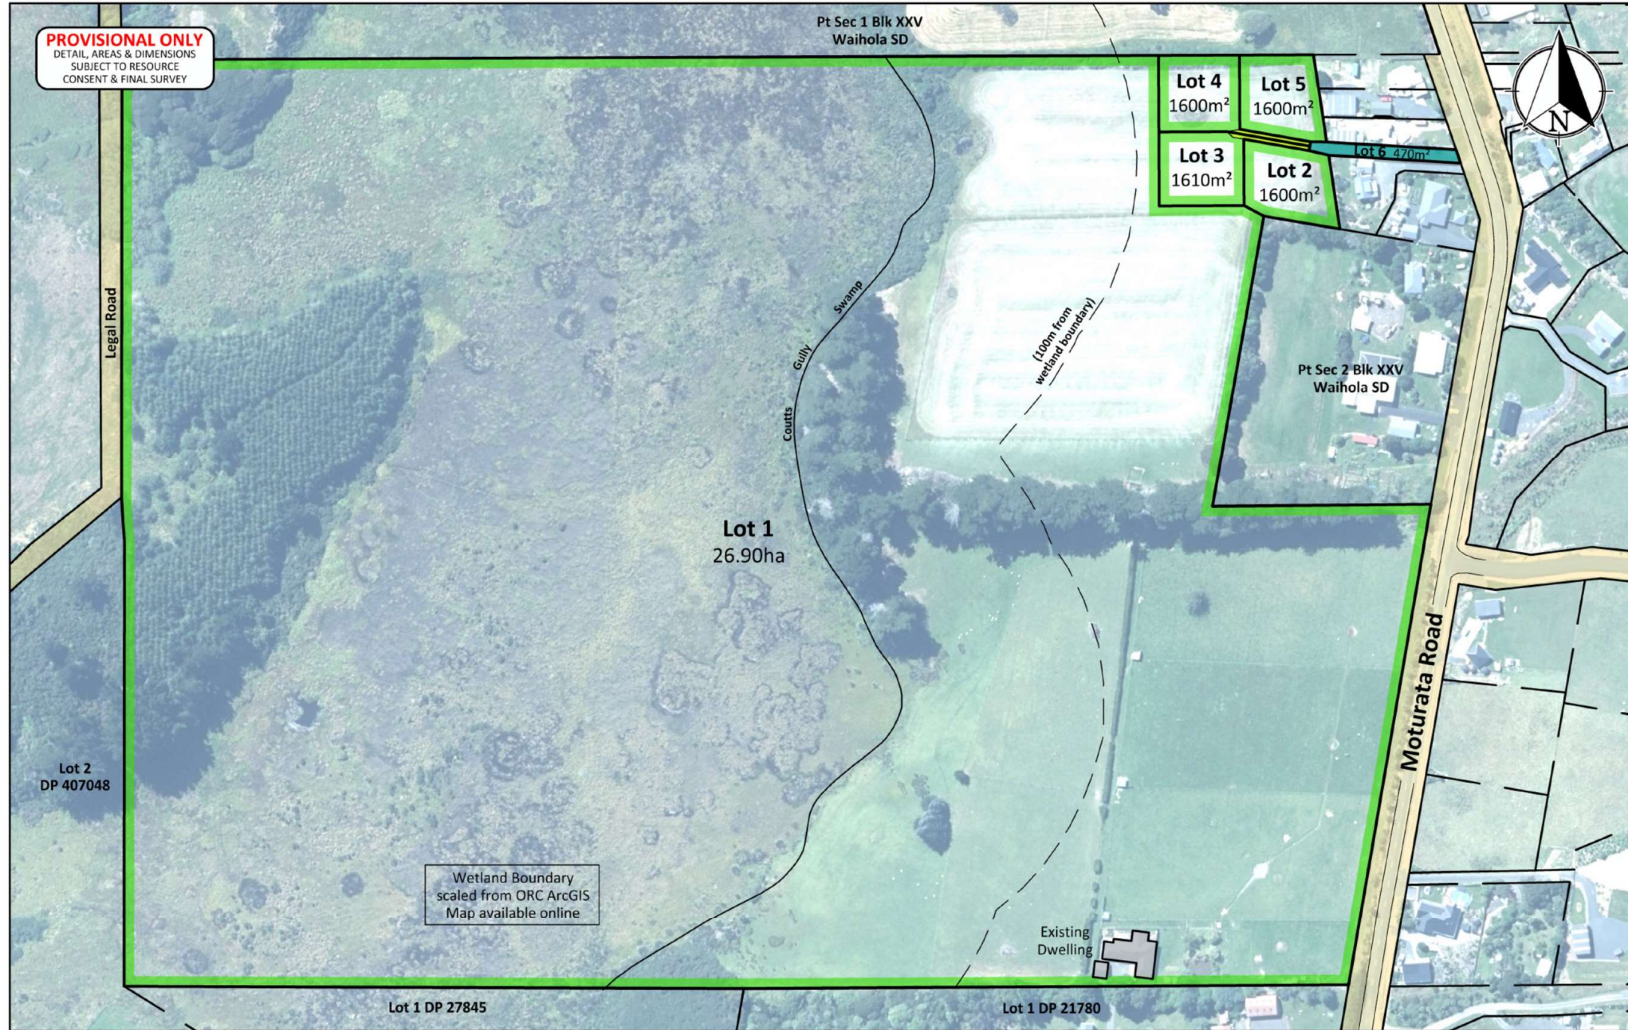 Pt Sec 1 Blk XXV
Waihola SD
PROVISIONAL ONLY
DETAIL, AREAS & DIMENSIONS
SUBJECT TO RESOURCE
CONSENT & FINAL SURVEY
Lot 4
1600m²
Lot 5
1600m²
N
Lot 6 470m²
Lot 3
1610m²
Lot 2
1600m²
Legal Road
Coutts Gully Swamp
(100m from
wetland boundary)
Pt Sec 2 Blk XXV
Waihola SD
Lot 1
26.90ha
Moturata Road
Lot 2
DP 407048
Wetland Boundary
scaled from ORC ArcGIS
Map available online
Existing
Dwelling
Lot 1 DP 27845
Lot 1 DP 21780